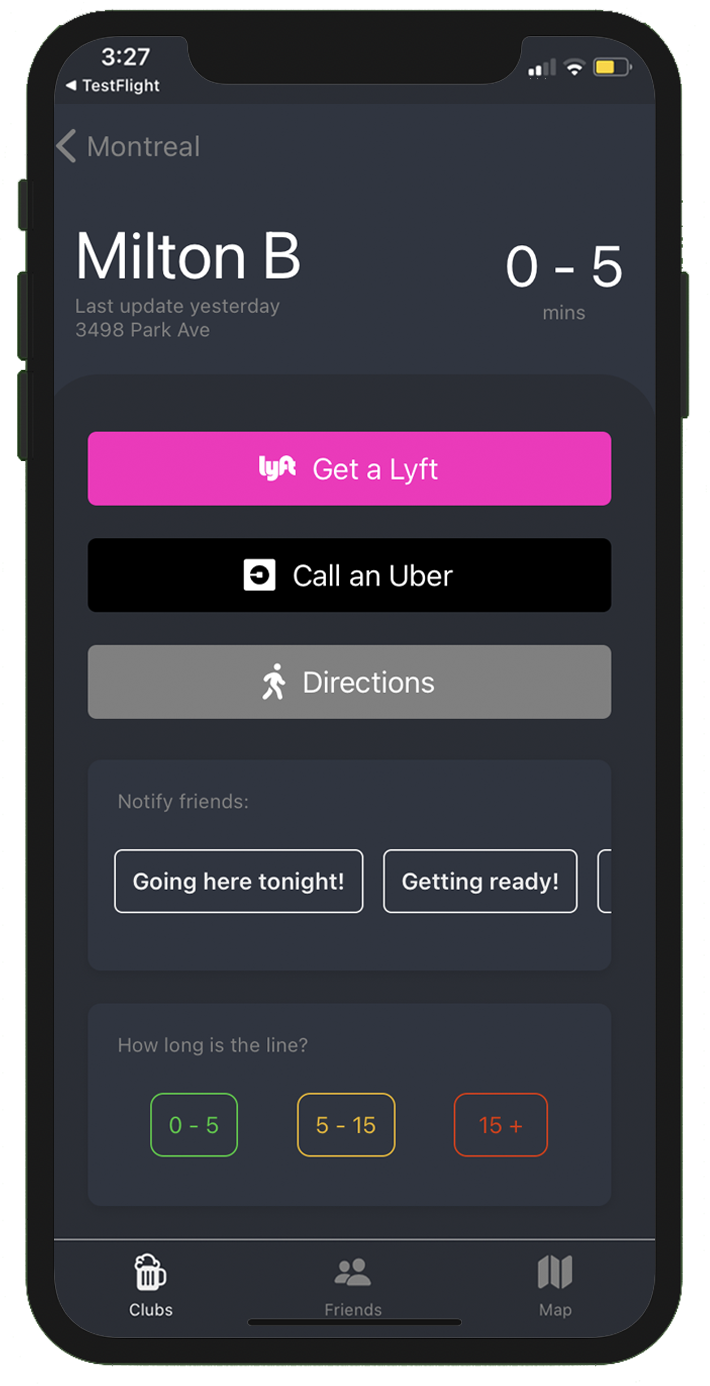 3:27
◀ TestFlight
Montreal
Milton B
0 - 5
Last update yesterday
mins
3498 Park Ave
lyft Get a Lyft
Call an Uber
Directions
Notify friends:
Going here tonight! Getting ready!
How long is the line?
0 - 5 5 - 15 15 +
Clubs Friends Map